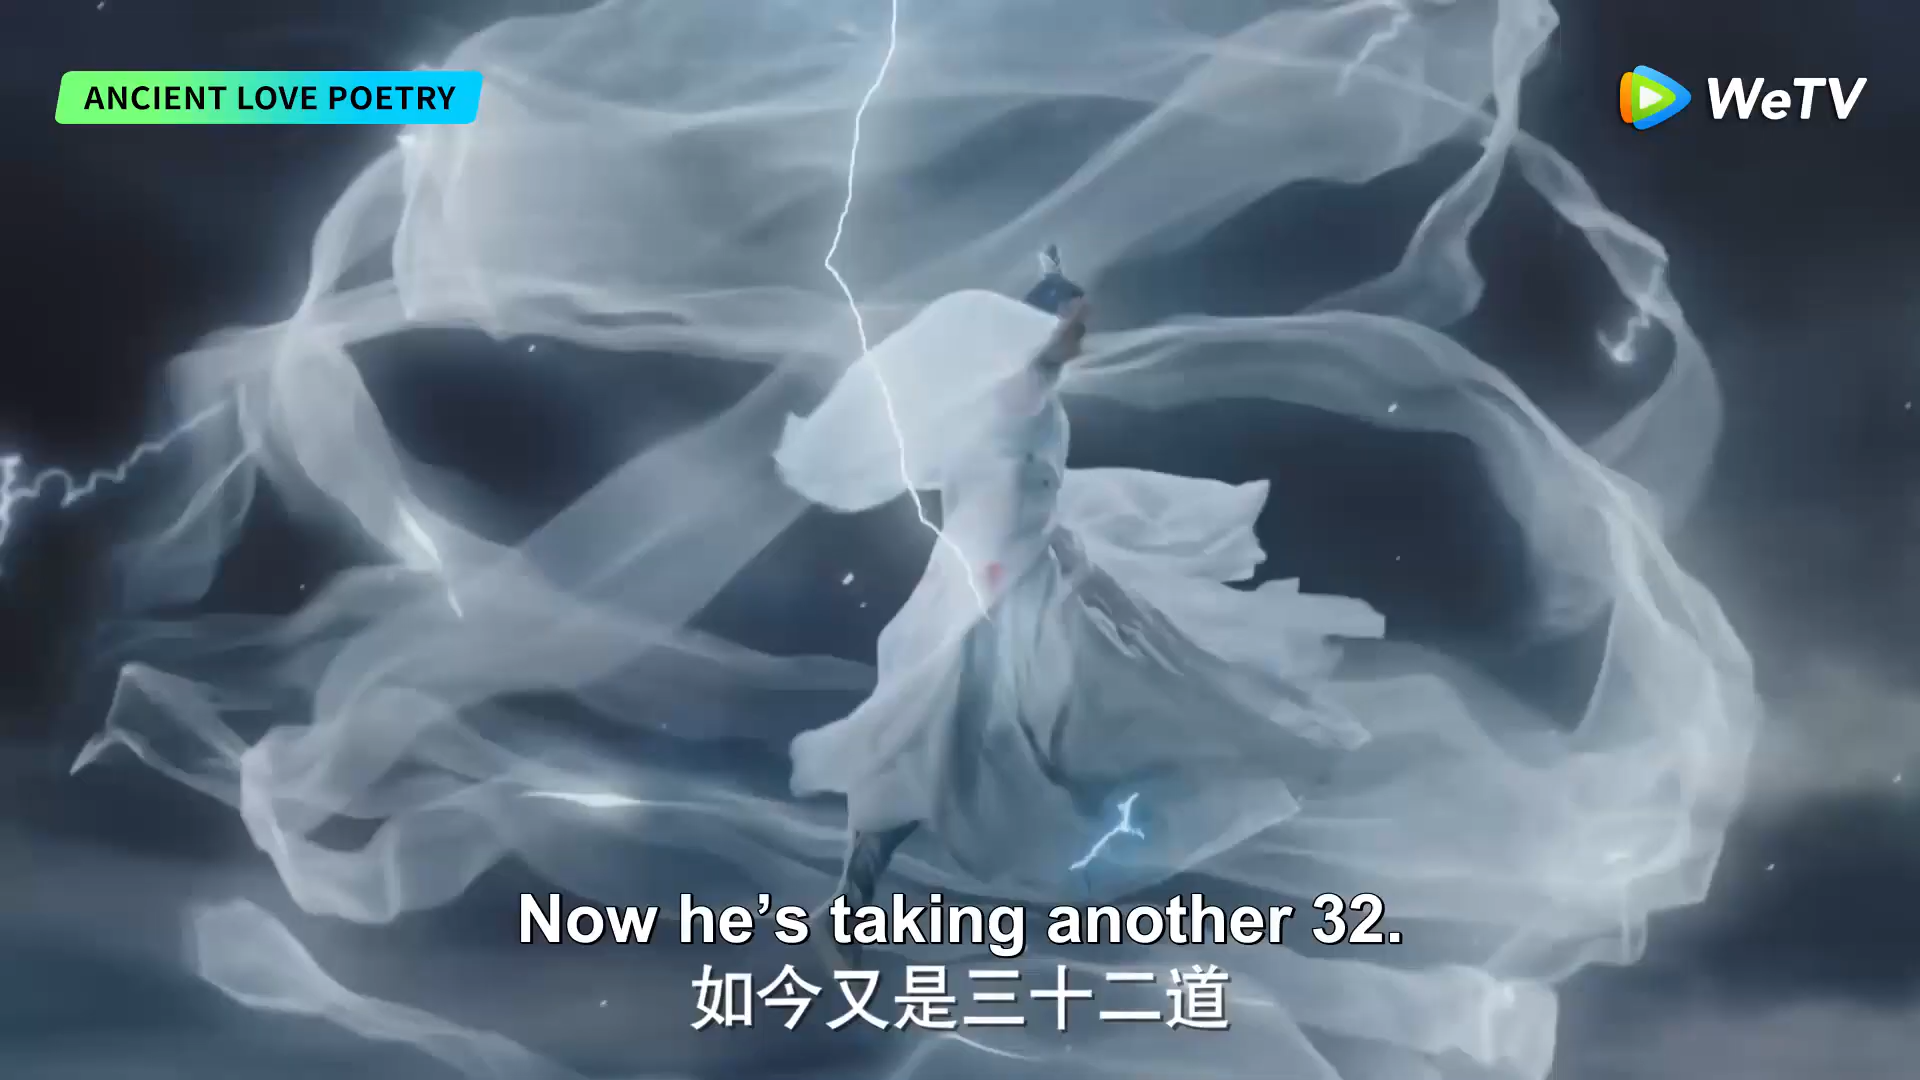 ANCIENT LOVE POETRY
WeTV
Now he's taking another 32.
如今又是三十二道